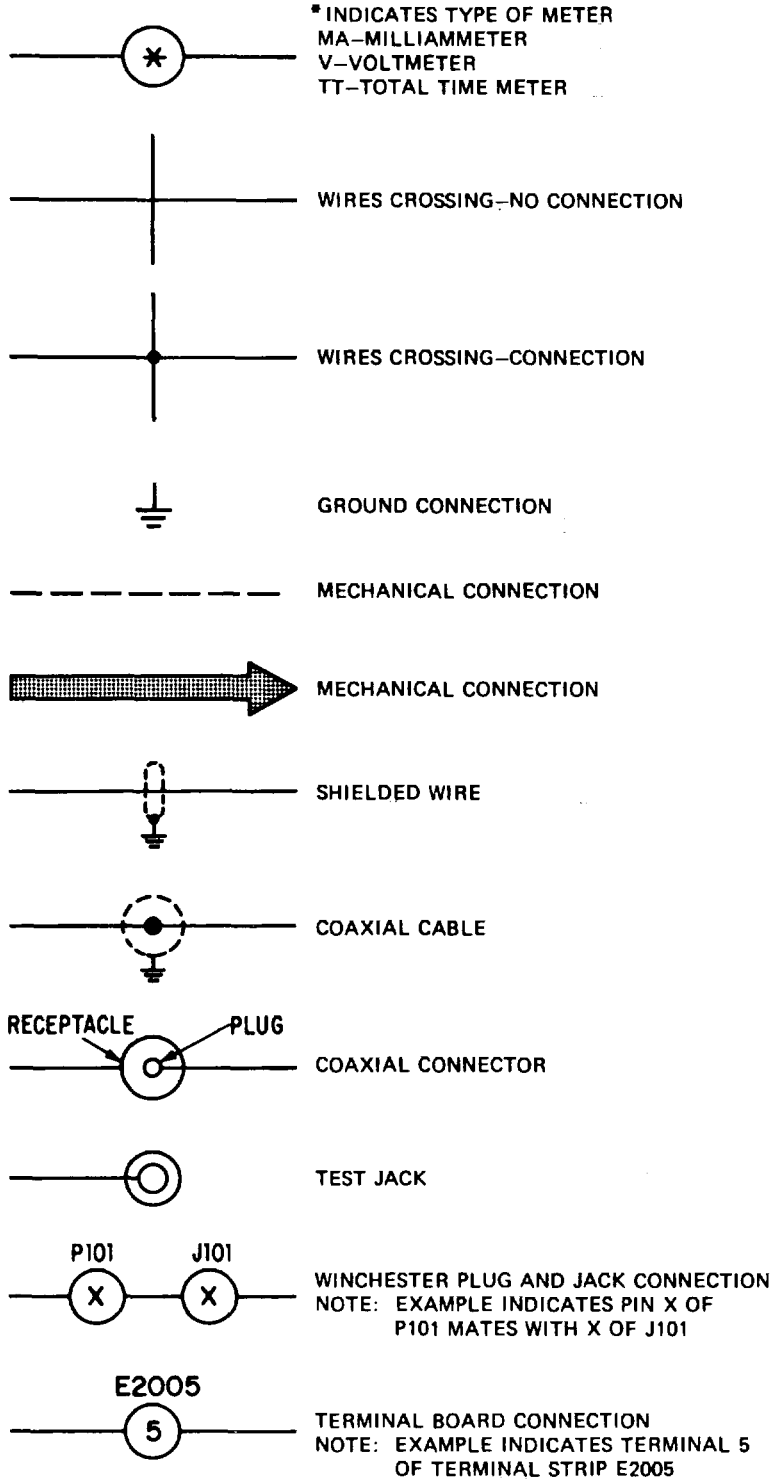 * INDICATES TYPE OF METER
MA–MILLIAMMETER
V–VOLTMETER
TT–TOTAL TIME METER
*
WIRES CROSSING–NO CONNECTION
WIRES CROSSING–CONNECTION
GROUND CONNECTION
MECHANICAL CONNECTION
MECHANICAL CONNECTION
SHIELDED WIRE
COAXIAL CABLE
RECEPTACLE PLUG
COAXIAL CONNECTOR
TEST JACK
P101 J101
X X
WINCHESTER PLUG AND JACK CONNECTION
NOTE: EXAMPLE INDICATES PIN X OF
P101 MATES WITH X OF J101
E2005
5
TERMINAL BOARD CONNECTION
NOTE: EXAMPLE INDICATES TERMINAL 5
OF TERMINAL STRIP E2005